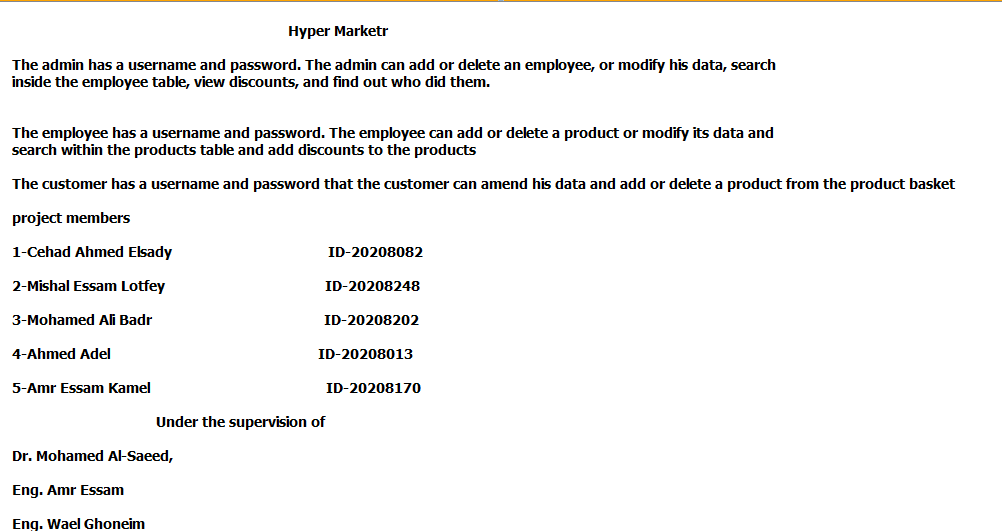 Hyper Marketr
The admin has a username and password. The admin can add or delete an employee, or modify his data, search
inside the employee table, view discounts, and find out who did them.
The employee has a username and password. The employee can add or delete a product or modify its data and
search within the products table and add discounts to the products
The customer has a username and password that the customer can amend his data and add or delete a product from the product basket
project members
1-Cehad Ahmed Elsady ID-20208082
2-Mishal Essam Lotfey ID-20208248
3-Mohamed Ali Badr ID-20208202
4-Ahmed Adel ID-20208013
5-Amr Essam Kamel ID-20208170
Under the supervision of
Dr. Mohamed Al-Saeed,
Eng. Amr Essam
Eng. Wael Ghoneim